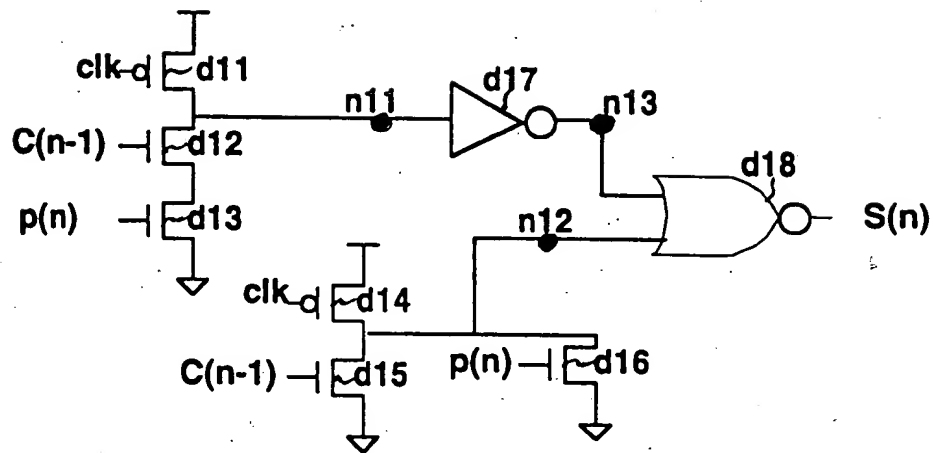 clk d11
n11 d17 n13
C(n-1) d12
d18
p(n) d13
S(n)
n12
clk d14
C(n-1) d15
p(n) d16